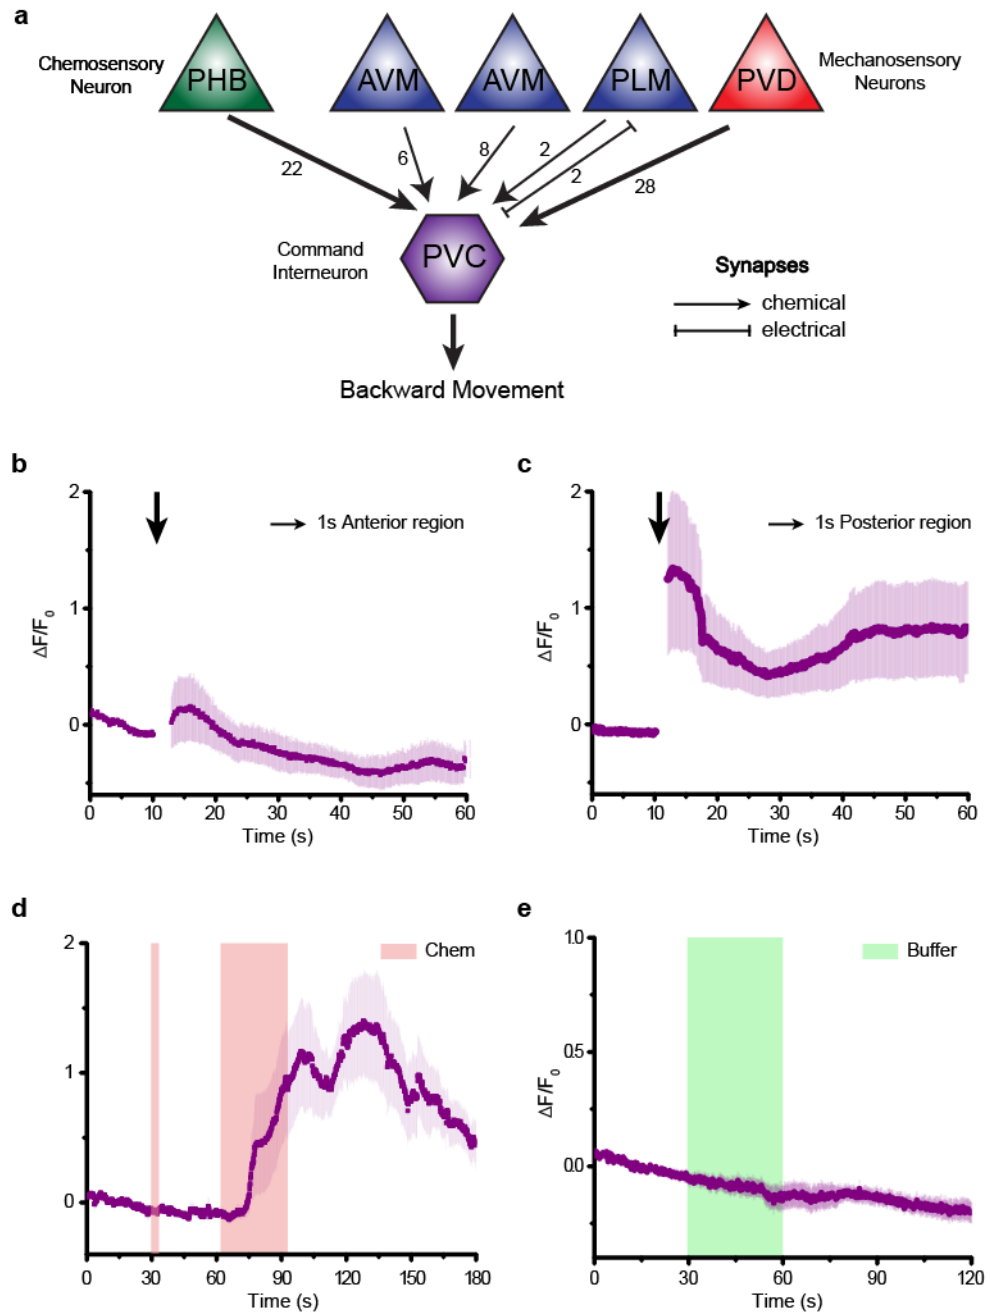 a
Chemosensory
Neuron
PHB
AVM
AVM
PLM
PVD
Mechanosensory
Neurons
22
6
8
2
2
28
Command
Interneuron
PVC
Synapses
chemical
electrical
Backward Movement
b
2
1
0
ΔF/F0
1s Anterior region
0 10 20 30 40 50 60
Time (s)
c
2
1
0
ΔF/F0
1s Posterior region
0 10 20 30 40 50 60
Time (s)
d
2
1
0
Chem
0 30 60 90 120 150 180
Time (s)
e
1.0
0.5
0.0
ΔF/F0
Buffer
0 30 60 90 120
Time (s)